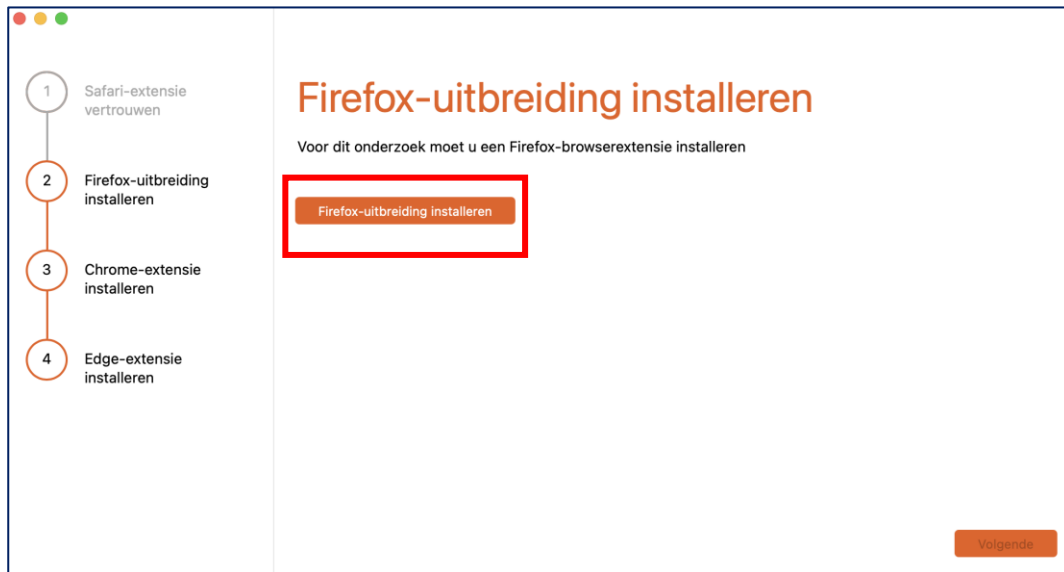 1
Safari-extensie
vertrouwen
2
Firefox-uitbreiding
installeren
3
Chrome-extensie
installeren
4
Edge-extensie
installeren
Firefox-uitbreiding installeren
Voor dit onderzoek moet u een Firefox-browserextensie installeren
Firefox-uitbreiding installeren
Volgende